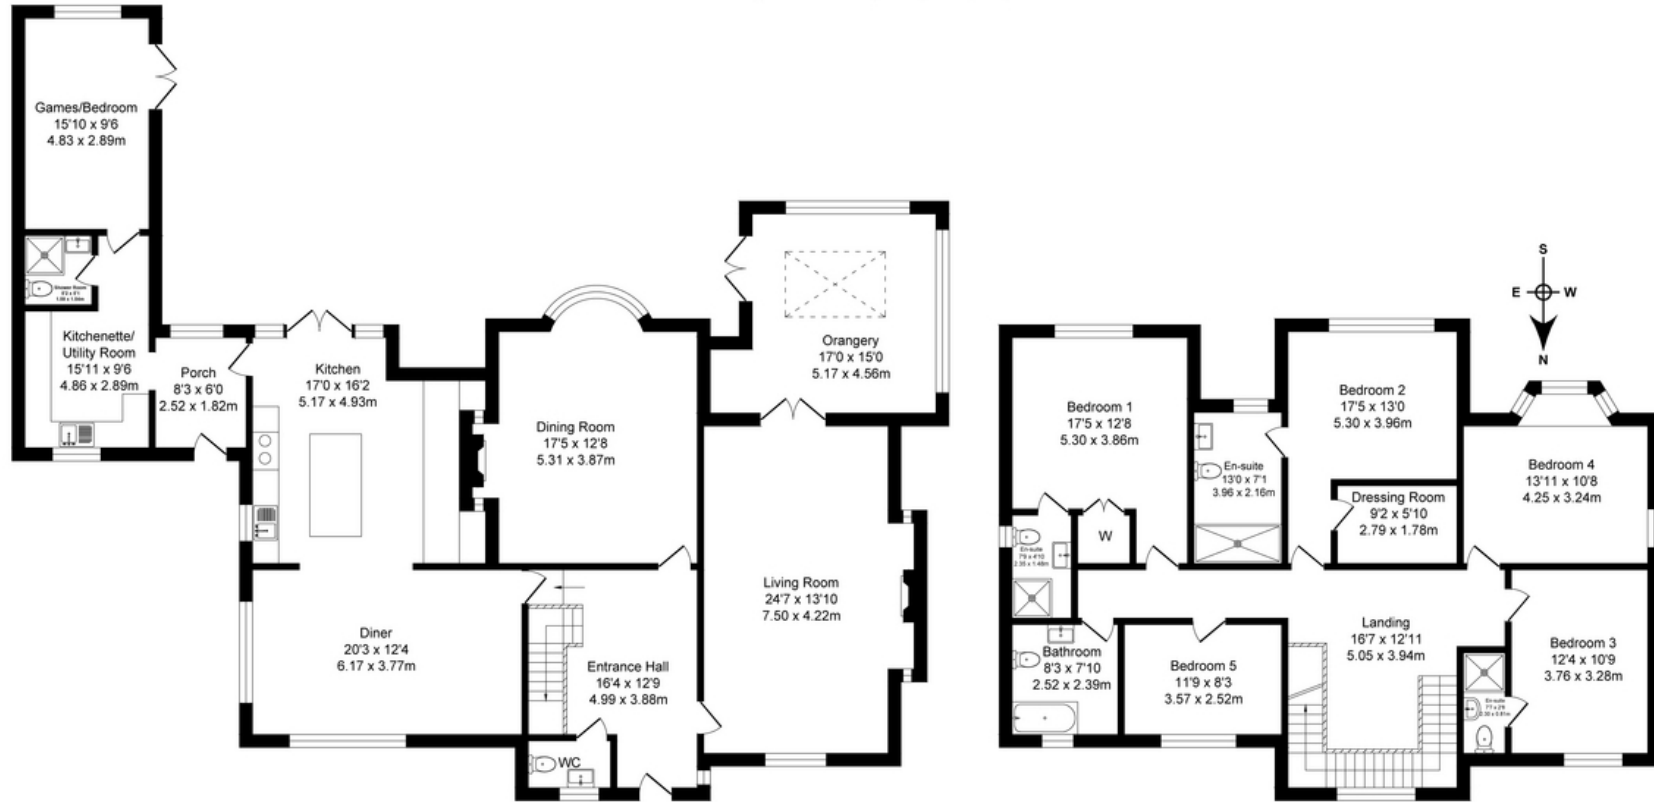 Games/Bedroom
15'10 x 9'6
4.83 x 2.89m
Shower Room
Kitchenette/
Utility Room
15'11 x 9'6
4.86 x 2.89m
Porch
8'3 x 6'0
2.52 x 1.82m
Kitchen
17'0 x 16'2
5.17 x 4.93m
Dining Room
17'5 x 12'8
5.31 x 3.87m
Orangery
17'0 x 15'0
5.17 x 4.56m
Living Room
24'7 x 13'10
7.50 x 4.22m
Diner
20'3 x 12'4
6.17 x 3.77m
Entrance Hall
16'4 x 12'9
4.99 x 3.88m
WC
S
E
W
N
Bedroom 1
17'5 x 12'8
5.30 x 3.86m
Bedroom 2
17'5 x 13'0
5.30 x 3.96m
En-suite
13'0 x 7'1
3.96 x 2.16m
Dressing Room
9'2 x 5'10
2.79 x 1.78m
Bedroom 4
13'11 x 10'8
4.25 x 3.24m
W
En-suite
Landing
16'7 x 12'11
5.05 x 3.94m
Bathroom
8'3 x 7'10
2.52 x 2.39m
Bedroom 5
11'9 x 8'3
3.57 x 2.52m
Bedroom 3
12'4 x 10'9
3.76 x 3.28m
En-suite